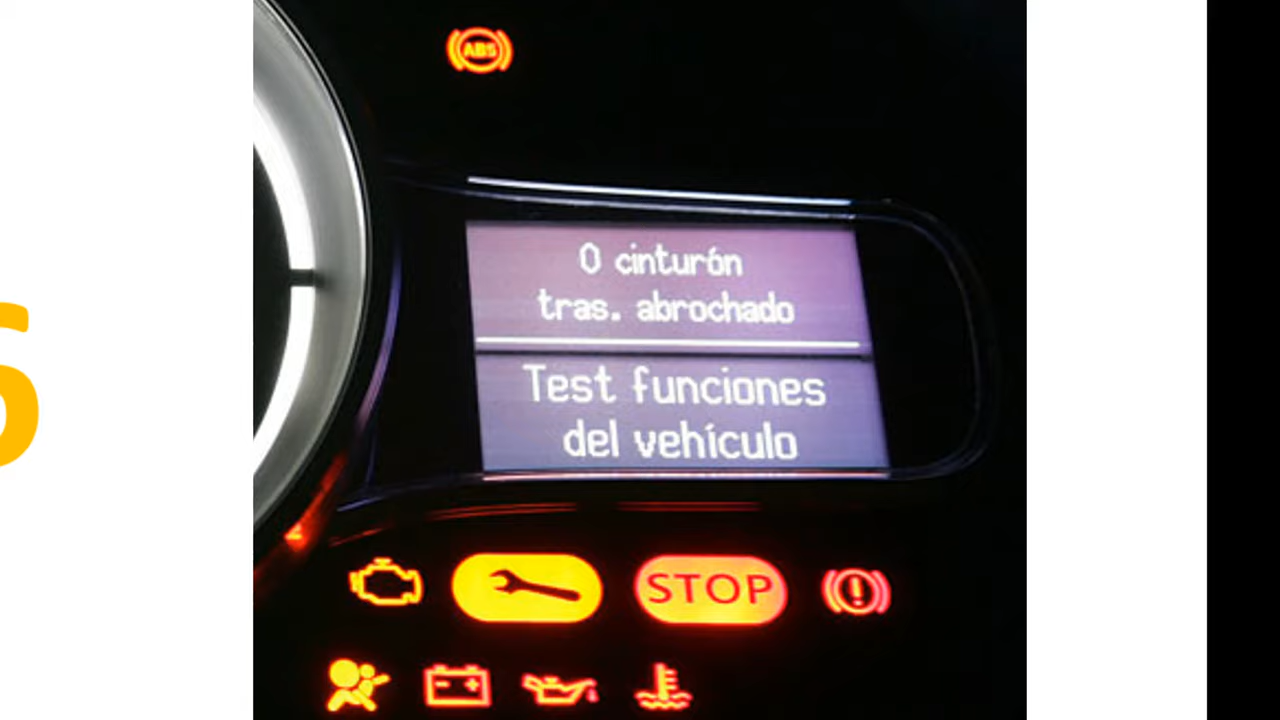 ABS
0 cinturón
tras. abrochado
Test funciones
del vehículo
STOP